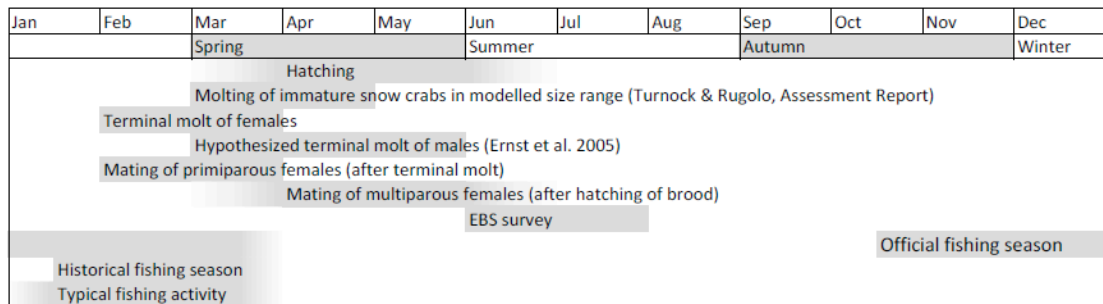 Jan Feb Mar Apr May Jun Jul Aug Sep Oct Nov Dec
Spring Summer Autumn Winter
Hatching
Molting of immature snow crabs in modelled size range (Turnock & Rugolo, Assessment Report)
Terminal molt of females
Hypothesized terminal molt of males (Ernst et al. 2005)
Mating of primiparous females (after terminal molt)
Mating of multiparous females (after hatching of brood)
EBS survey
Official fishing season
Historical fishing season
Typical fishing activity